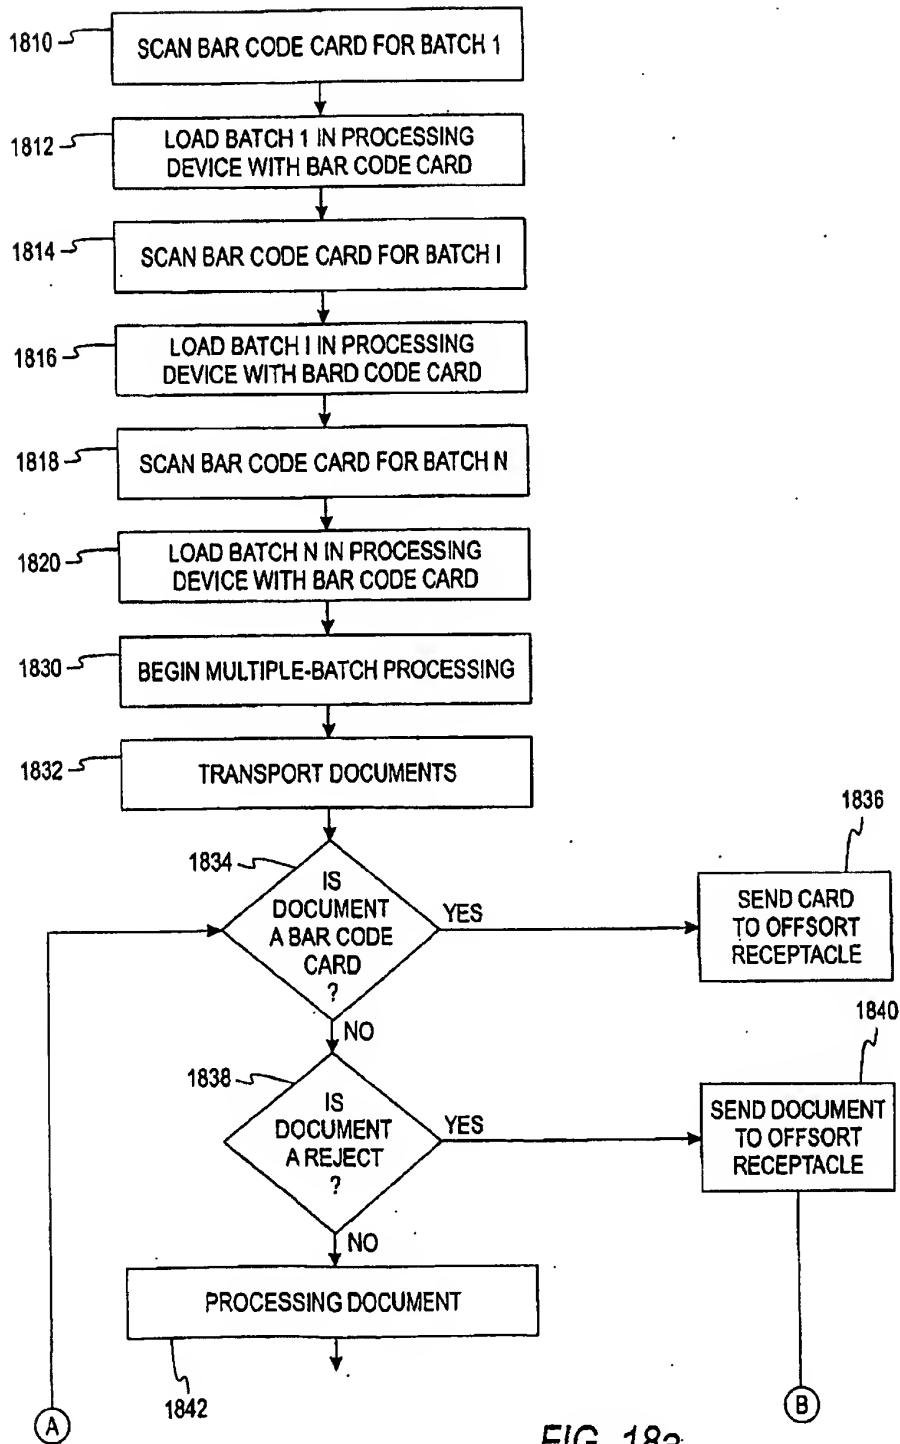 1810
SCAN BAR CODE CARD FOR BATCH 1
1812
LOAD BATCH 1 IN PROCESSING
DEVICE WITH BAR CODE CARD
1814
SCAN BAR CODE CARD FOR BATCH I
1816
LOAD BATCH I IN PROCESSING
DEVICE WITH BARD CODE CARD
1818
SCAN BAR CODE CARD FOR BATCH N
1820
LOAD BATCH N IN PROCESSING
DEVICE WITH BAR CODE CARD
1830
BEGIN MULTIPLE-BATCH PROCESSING
1832
TRANSPORT DOCUMENTS
1834
IS
DOCUMENT
A BAR CODE
CARD
?
YES
1836
SEND CARD
TO OFFSORT
RECEPTACLE
NO
1838
IS
DOCUMENT
A REJECT
?
YES
1840
SEND DOCUMENT
TO OFFSORT
RECEPTACLE
NO
PROCESSING DOCUMENT
1842
A
B
FIG. 18a